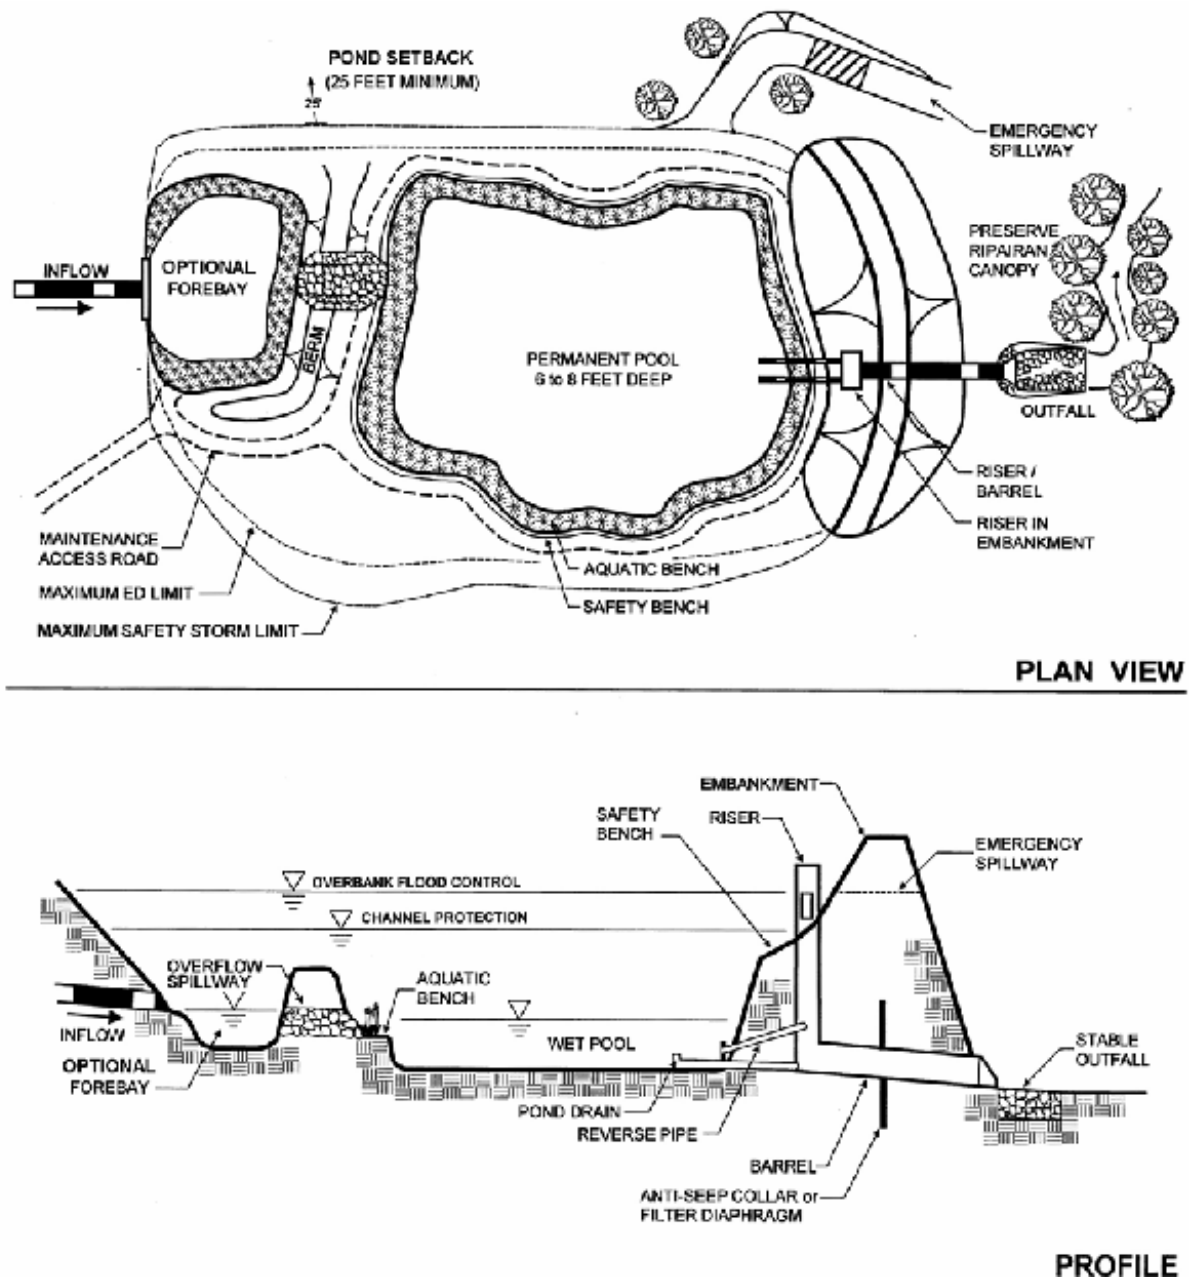 POND SETBACK
(25 FEET MINIMUM)
25'
EMERGENCY
SPILLWAY
PRESERVE
RIPAIRAN
CANOPY
INFLOW
OPTIONAL
FOREBAY
BERM
PERMANENT POOL
6 to 8 FEET DEEP
OUTFALL
RISER /
BARREL
RISER IN
EMBANKMENT
MAINTENANCE
ACCESS ROAD
AQUATIC BENCH
MAXIMUM ED LIMIT
SAFETY BENCH
MAXIMUM SAFETY STORM LIMIT
PLAN VIEW
EMBANKMENT
SAFETY
BENCH
RISER
EMERGENCY
SPILLWAY
OVERBANK FLOOD CONTROL
CHANNEL PROTECTION
OVERFLOW
SPILLWAY
AQUATIC
BENCH
INFLOW
OPTIONAL
FOREBAY
WET POOL
STABLE
OUTFALL
POND DRAIN
REVERSE PIPE
BARREL
ANTI-SEEP COLLAR or
FILTER DIAPHRAGM
PROFILE